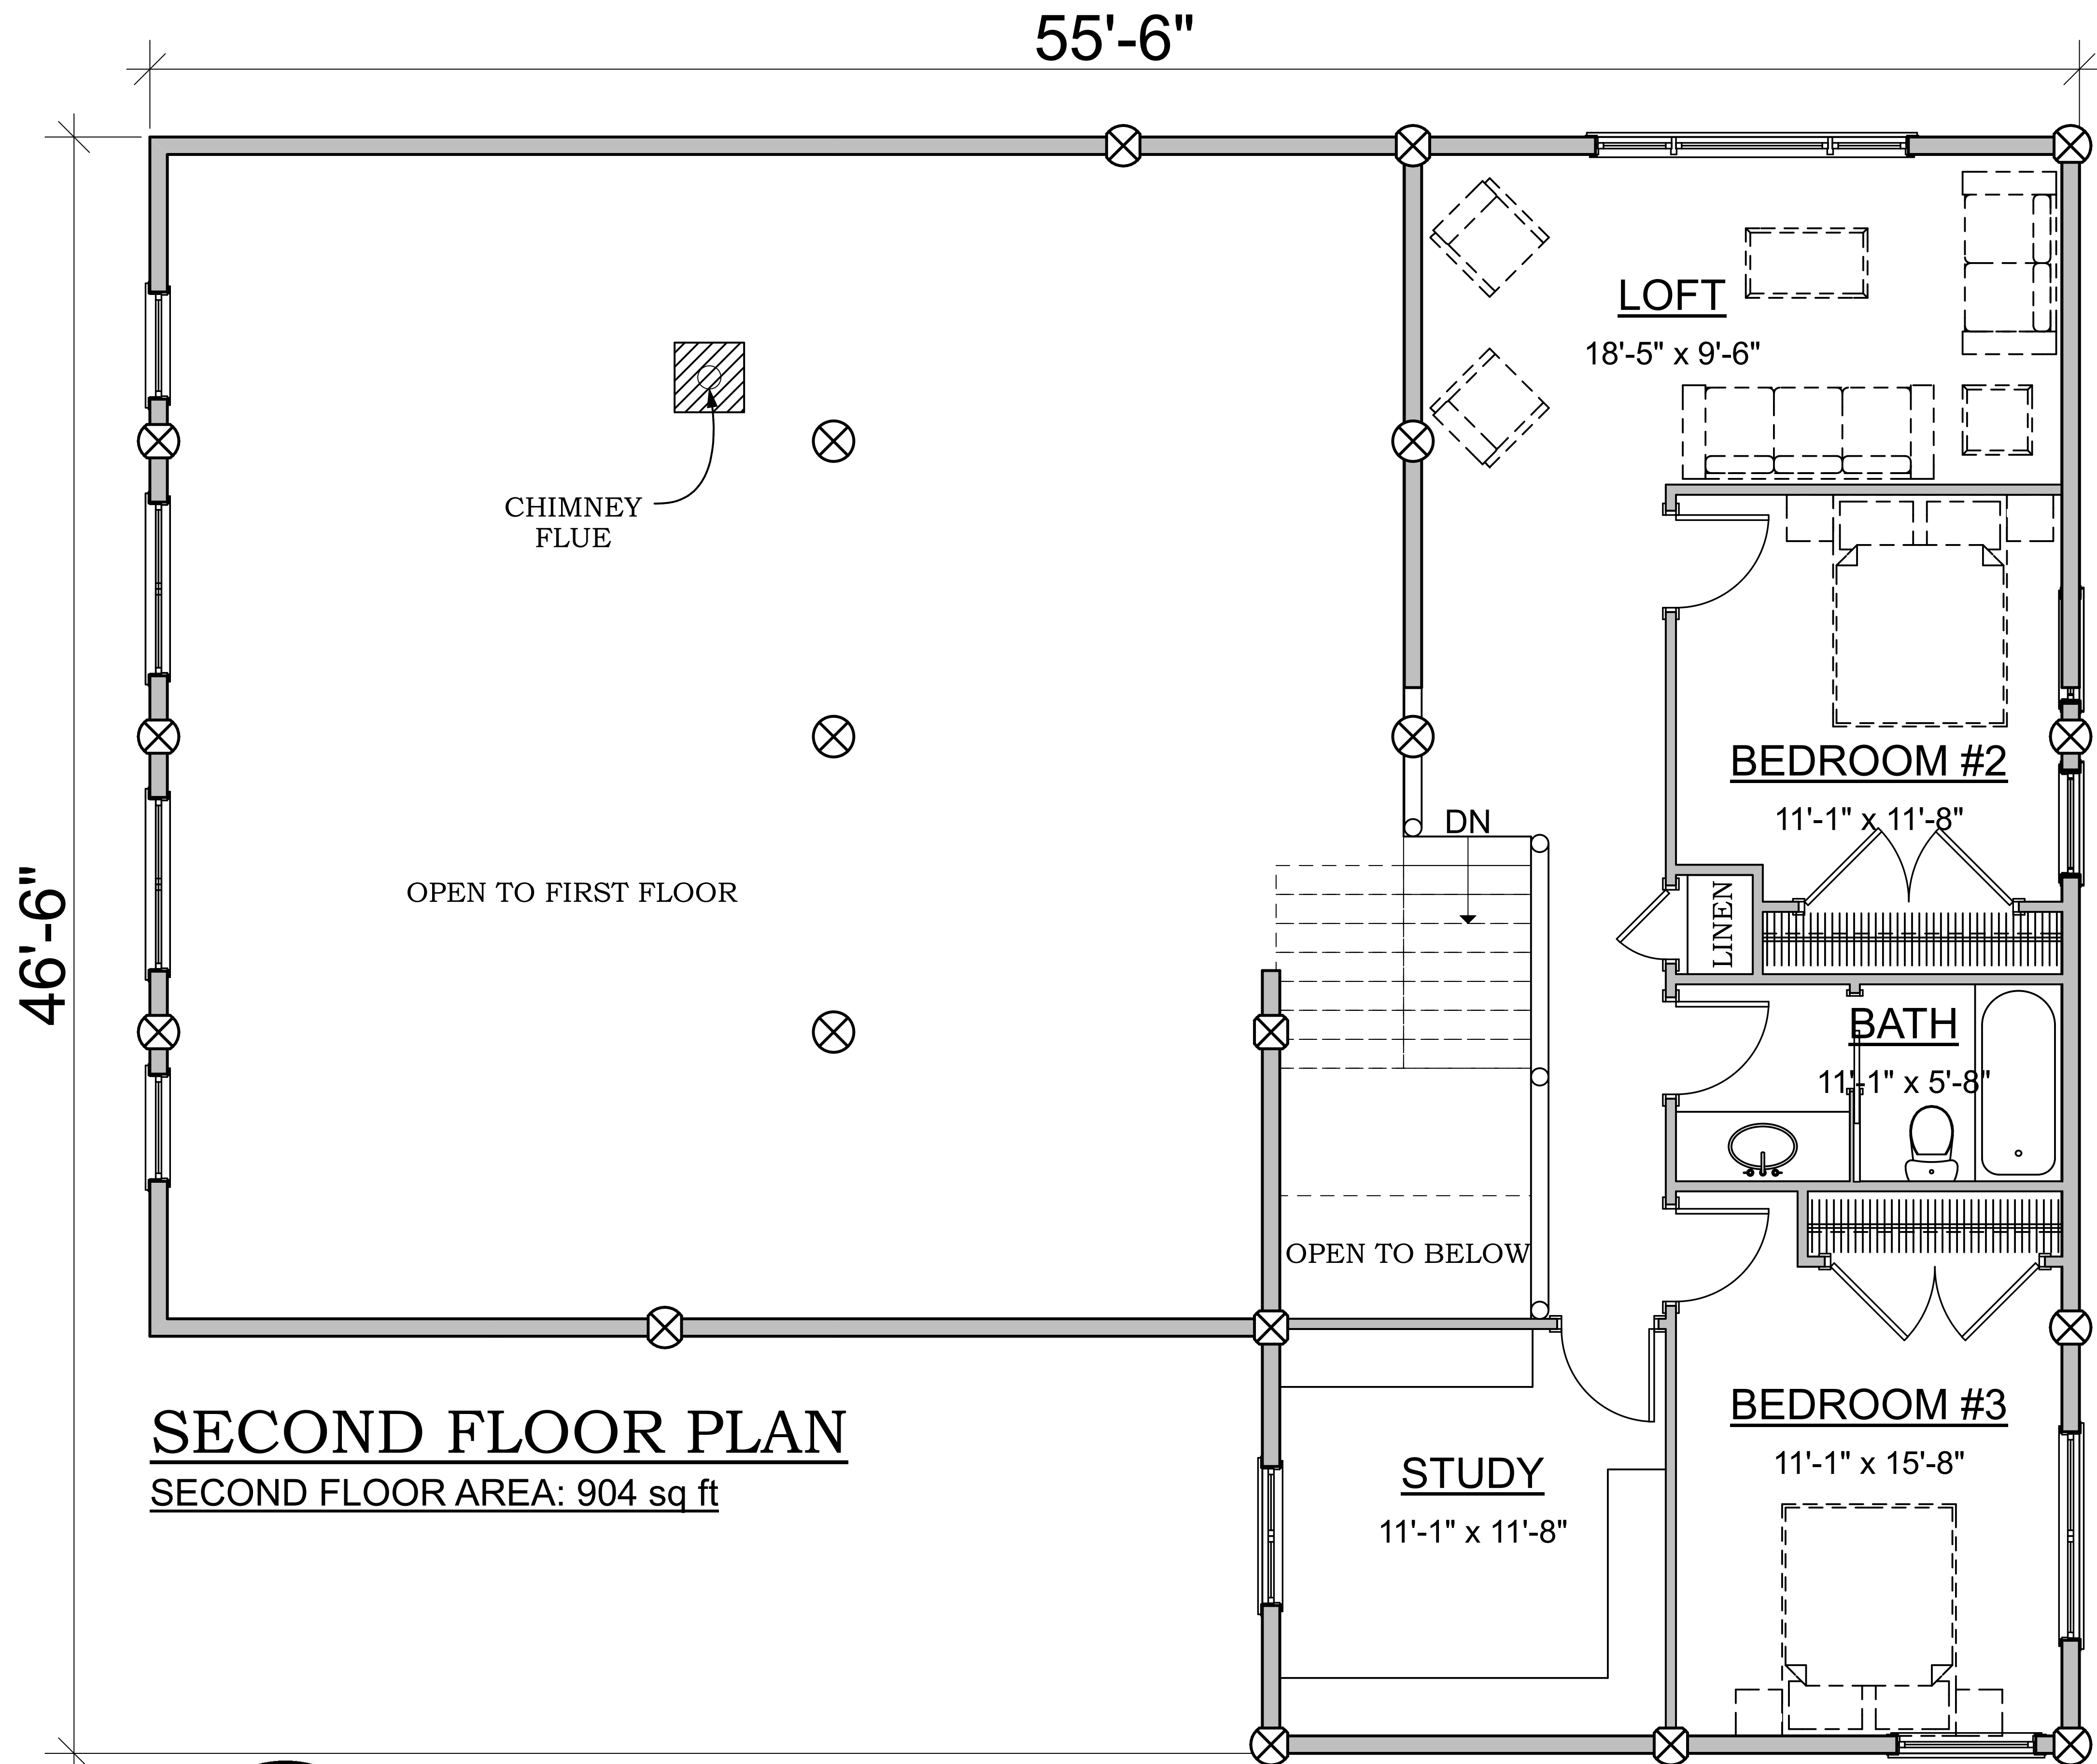 55'-6"
46'-6"
LOFT
18'-5" x 9'-6"
CHIMNEY
FLUE
BEDROOM #2
11'-1" x 11'-8"
DN
OPEN TO FIRST FLOOR
LINEN
BATH
11'-1" x 5'-8"
OPEN TO BELOW
SECOND FLOOR PLAN
SECOND FLOOR AREA: 904 sq ft
BEDROOM #3
11'-1" x 15'-8"
STUDY
11'-1" x 11'-8"